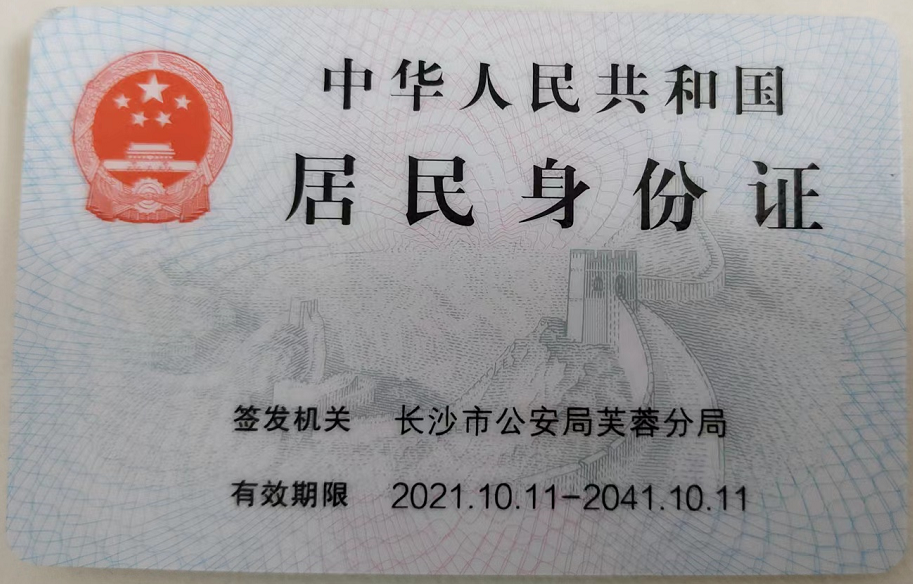 中华人民共和国
居民身份证
签发机关 长沙市公安局芙蓉分局
有效期限 2021.10.11-2041.10.11